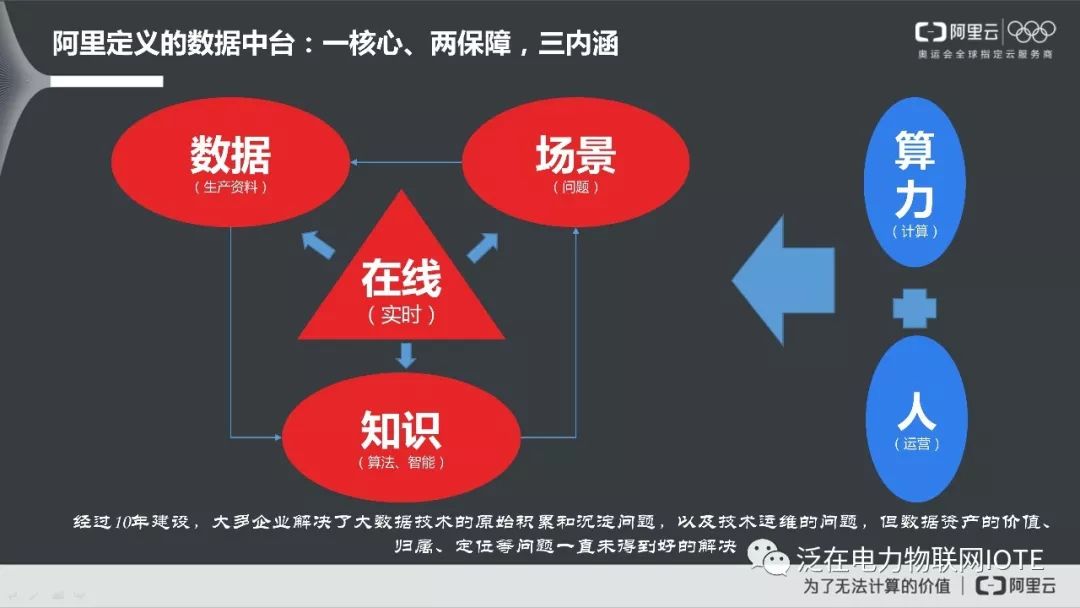 阿里定义的数据中台：一核心、两保障，三内涵
阿里云
奥运会全球指定云服务商
数据
（生产资料）
场景
（问题）
在线
（实时）
知识
（算法、智能）
算
力
（计算）
人
（运营）
经过10年建设，大多企业解决了大数据技术的原始积累和沉淀问题，以及技术运维的问题，但数据资产的价值、
归属、定位等问题一直未得到好的解决
泛在电力物联网IOTE
为了无法计算的价值 | 阿里云